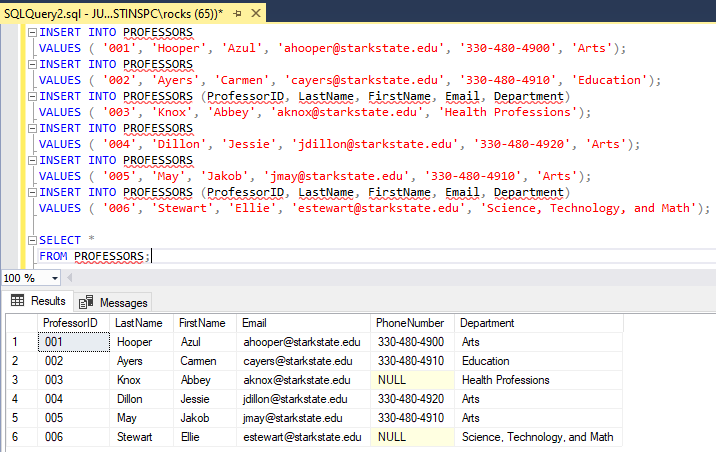 SQLQuery2.sql - JU...STINSPC\rocks (65))*
INSERT INTO PROFESSORS
VALUES ( '001', 'Hooper', 'Azul', 'ahooper@starkstate.edu', '330-480-4900', 'Arts');
INSERT INTO PROFESSORS
VALUES ( '002', 'Ayers', 'Carmen', 'cayers@starkstate.edu', '330-480-4910', 'Education');
INSERT INTO PROFESSORS (ProfessorID, LastName, FirstName, Email, Department)
VALUES ( '003', 'Knox', 'Abbey', 'aknox@starkstate.edu', 'Health Professions');
INSERT INTO PROFESSORS
VALUES ( '004', 'Dillon', 'Jessie', 'jdillon@starkstate.edu', '330-480-4920', 'Arts');
INSERT INTO PROFESSORS
VALUES ( '005', 'May', 'Jakob', 'jmay@starkstate.edu', '330-480-4910', 'Arts');
INSERT INTO PROFESSORS (ProfessorID, LastName, FirstName, Email, Department)
VALUES ( '006', 'Stewart', 'Ellie', 'estewart@starkstate.edu', 'Science, Technology, and Math');
SELECT *
FROM PROFESSORS;
100 %
Results Messages
ProfessorID LastName FirstName Email PhoneNumber Department
1 001 Hooper Azul ahooper@starkstate.edu 330-480-4900 Arts
2 002 Ayers Carmen cayers@starkstate.edu 330-480-4910 Education
3 003 Knox Abbey aknox@starkstate.edu NULL Health Professions
4 004 Dillon Jessie jdillon@starkstate.edu 330-480-4920 Arts
5 005 May Jakob jmay@starkstate.edu 330-480-4910 Arts
6 006 Stewart Ellie estewart@starkstate.edu NULL Science, Technology, and Math